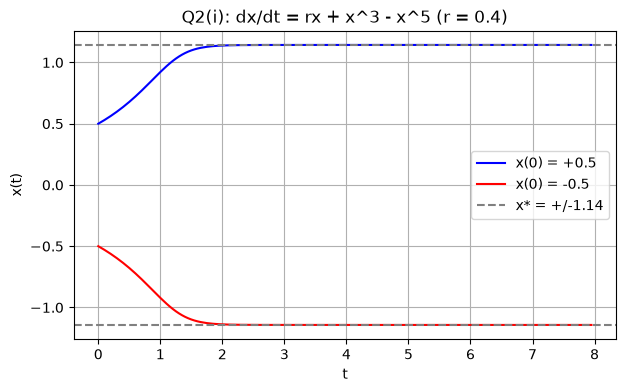 Q2(i): dx/dt = rx + x^3 - x^5 (r = 0.4)
1.0
0.5
0.0
−0.5
−1.0
x(t)
x(0) = +0.5
x(0) = -0.5
x* = +/-1.14
0 1 2 3 4 5 6 7 8
t